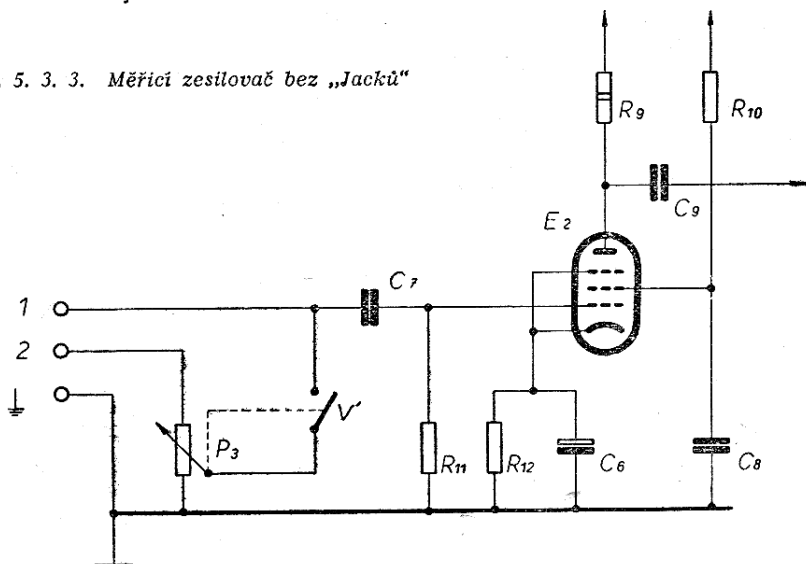 5. 3. 3. Měřicí zesilovač bez „Jacků“
R9
R10
C9
E2
C7
1
2
V'
P3
R11
R12
C6
C8